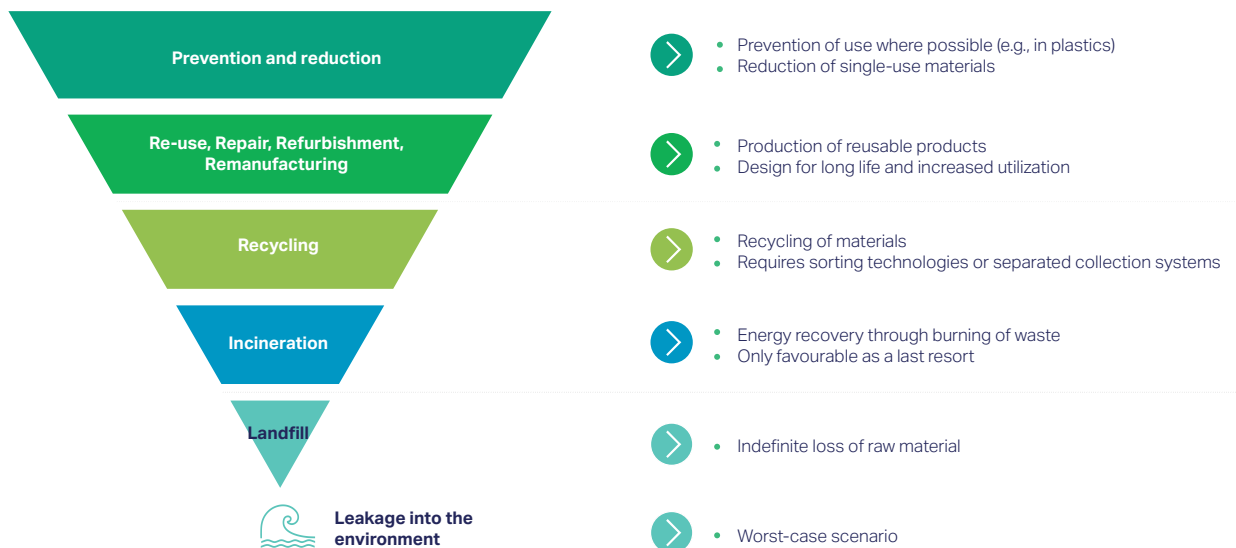 Prevention and reduction
Prevention of use where possible (e.g., in plastics)
Reduction of single-use materials
Re-use, Repair, Refurbishment,
Remanufacturing
Production of reusable products
Design for long life and increased utilization
Recycling
Recycling of materials
Requires sorting technologies or separated collection systems
Incineration
Energy recovery through burning of waste
Only favourable as a last resort
Landfill
Indefinite loss of raw material
Leakage into the
environment
Worst-case scenario